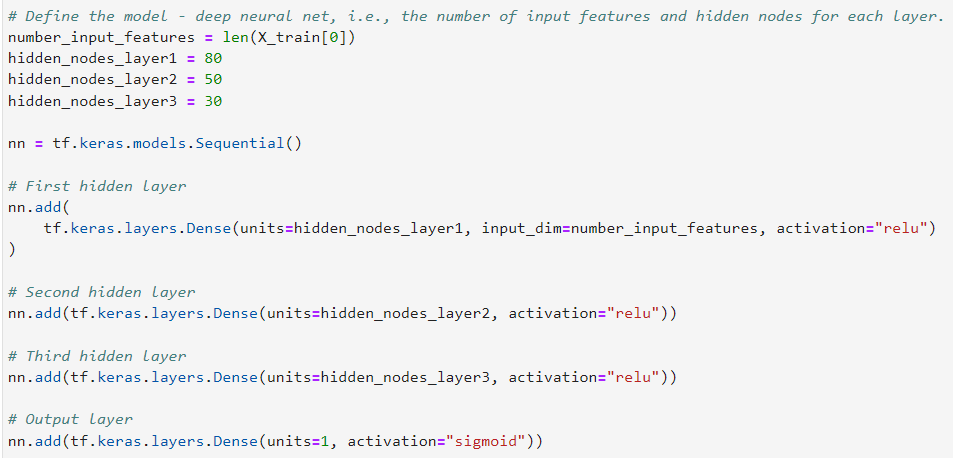 # Define the model - deep neural net, i.e., the number of input features and hidden nodes for each layer.
number_input_features = len(X_train[0])
hidden_nodes_layer1 = 80
hidden_nodes_layer2 = 50
hidden_nodes_layer3 = 30
nn = tf.keras.models.Sequential()
# First hidden layer
nn.add(
    tf.keras.layers.Dense(units=hidden_nodes_layer1, input_dim=number_input_features, activation="relu")
)
# Second hidden layer
nn.add(tf.keras.layers.Dense(units=hidden_nodes_layer2, activation="relu"))
# Third hidden layer
nn.add(tf.keras.layers.Dense(units=hidden_nodes_layer3, activation="relu"))
# Output layer
nn.add(tf.keras.layers.Dense(units=1, activation="sigmoid"))